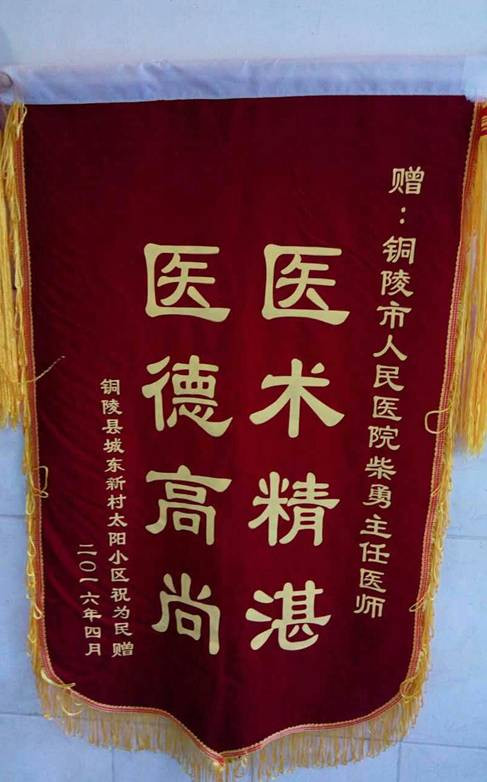 赠：铜陵市人民医院柴勇主任医师
医术精湛
医德高尚
铜陵县城东新村太阳小区祝为民赠
二〇一六年四月